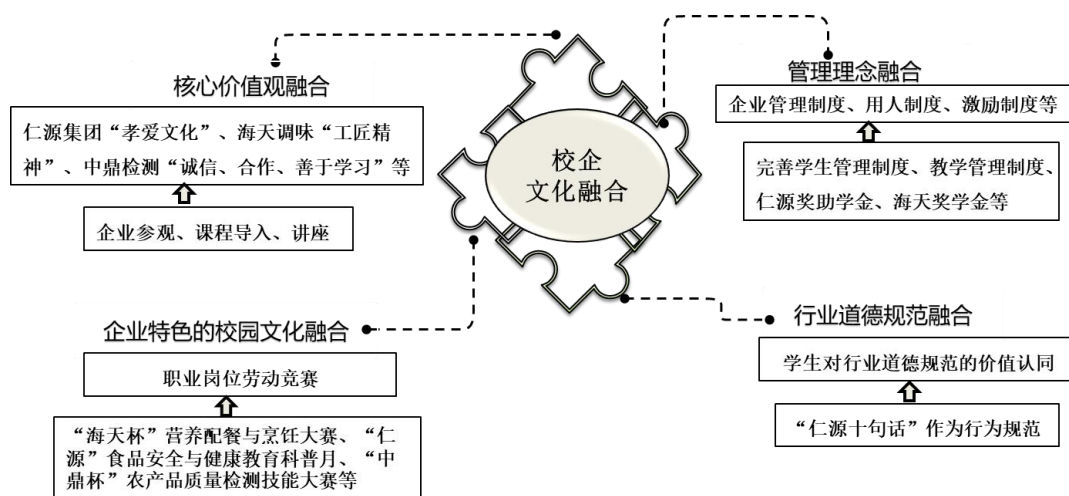 核心价值观融合
仁源集团“孝爱文化”、海天调味“工匠精
神”、中鼎检测“诚信、合作、善于学习”等
企业参观、课程导入、讲座
校企
文化融合
管理理念融合
企业管理制度、用人制度、激励制度等
完善学生管理制度、教学管理制度、
仁源奖助学金、海天奖学金等
企业特色的校园文化融合
职业岗位劳动竞赛
“海天杯”营养配餐与烹饪大赛、“仁
源”食品安全与健康教育科普月、“中
鼎杯”农产品质量检测技能大赛等
行业道德规范融合
学生对行业道德规范的价值认同
“仁源十句话”作为行为规范